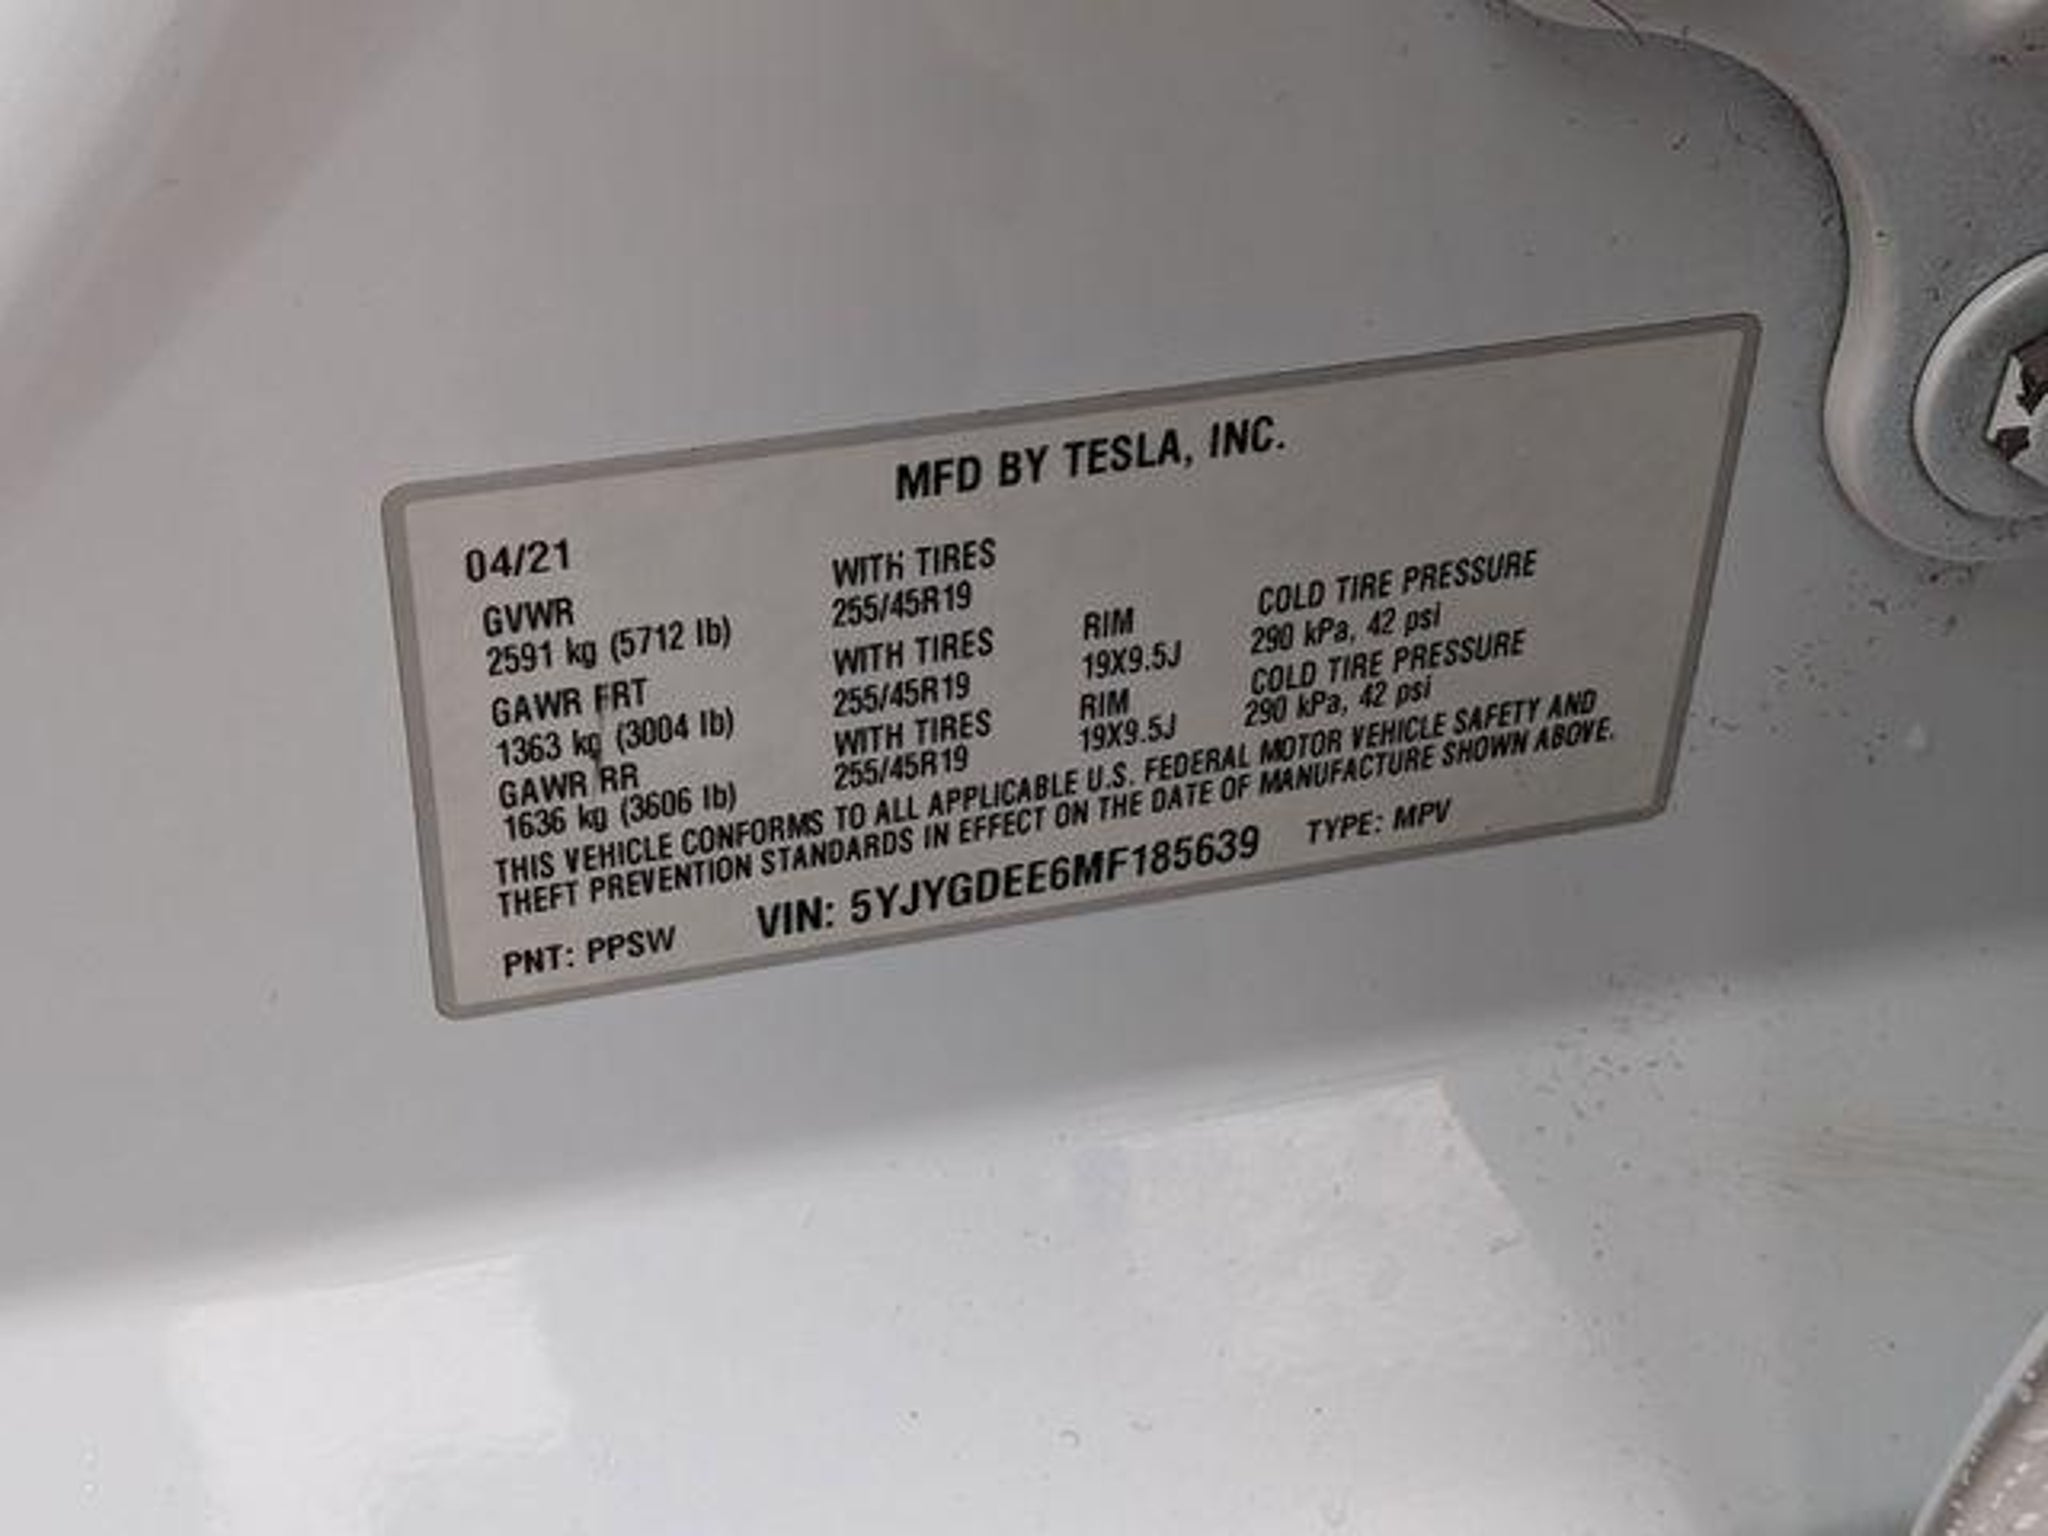 MFD BY TESLA, INC.
04/21
GVWR WITH TIRES
2591 kg (5712 lb) 255/45R19
GAWR FRT WITH TIRES RIM COLD TIRE PRESSURE
1363 kg (3004 lb) 255/45R19 19X9.5J 290 kPa, 42 psi
GAWR RR WITH TIRES RIM COLD TIRE PRESSURE
1636 kg (3606 lb) 255/45R19 19X9.5J 290 kPa, 42 psi
THIS VEHICLE CONFORMS TO ALL APPLICABLE U.S. FEDERAL MOTOR VEHICLE SAFETY AND
THEFT PREVENTION STANDARDS IN EFFECT ON THE DATE OF MANUFACTURE SHOWN ABOVE.
PNT: PPSW VIN: 5YJYGDEE6MF185639 TYPE: MPV